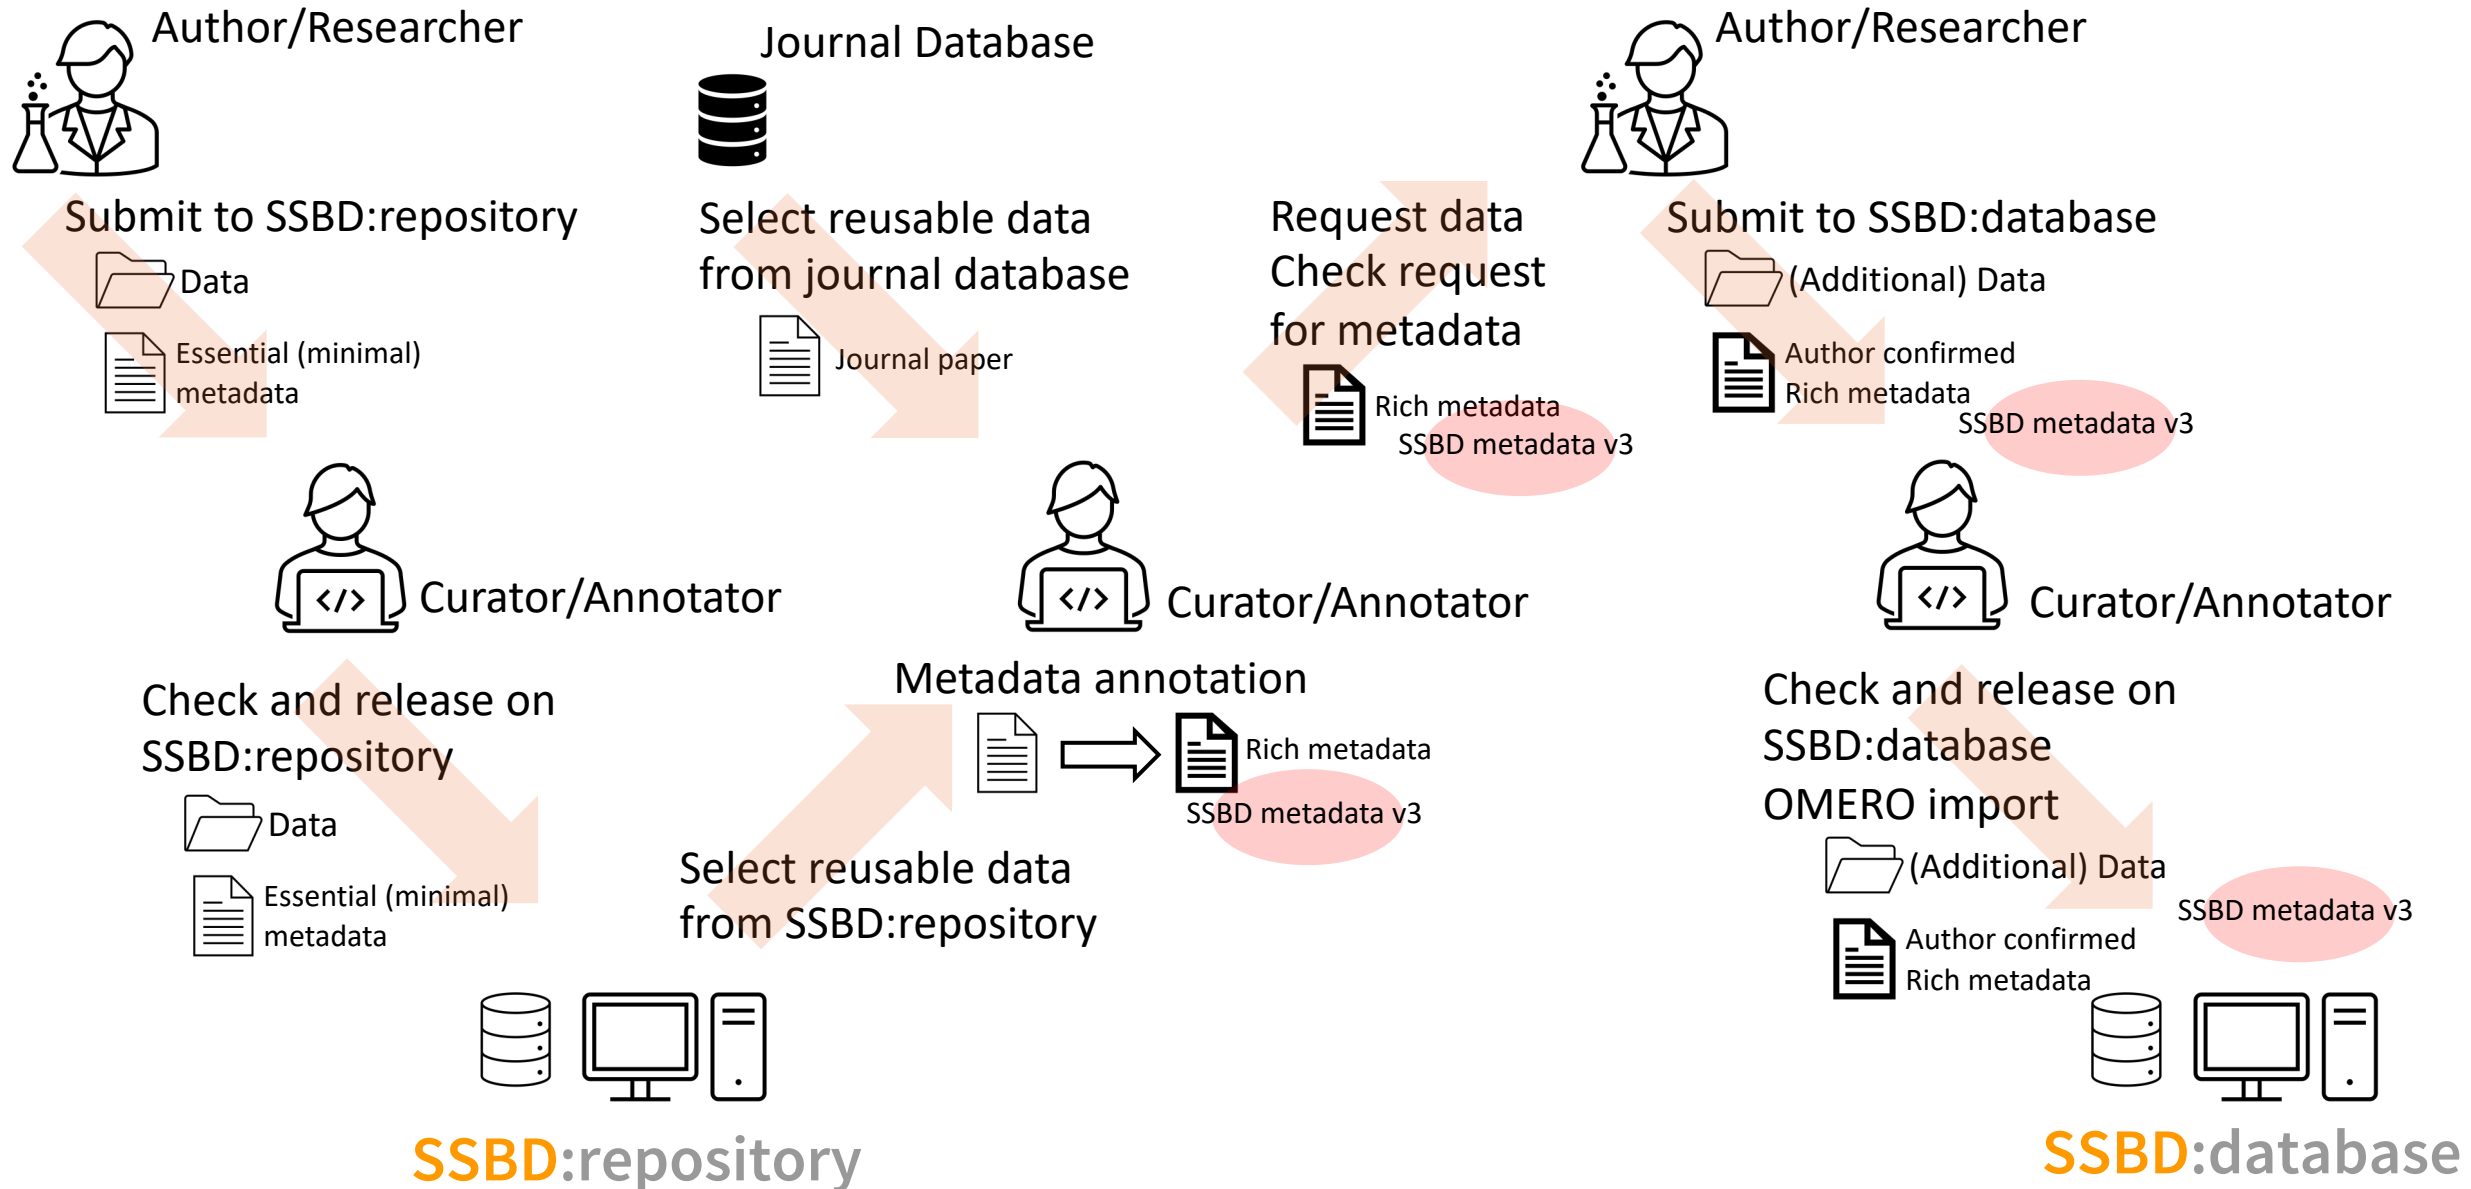 Author/Researcher
Submit to SSBD:repository
Data
Essential (minimal)
metadata
</>
Curator/Annotator
Check and release on
SSBD:repository
Data
Essential (minimal)
metadata
SSBD:repository
Journal Database
Select reusable data
from journal database
Journal paper
</>
Curator/Annotator
Metadata annotation
Rich metadata
SSBD metadata v3
Select reusable data
from SSBD:repository
Request data
Check request
for metadata
Rich metadata
SSBD metadata v3
Author/Researcher
Submit to SSBD:database
(Additional) Data
Author confirmed
Rich metadata
SSBD metadata v3
</>
Curator/Annotator
Check and release on
SSBD:database
OMERO import
(Additional) Data
Author confirmed
Rich metadata
SSBD metadata v3
SSBD:database